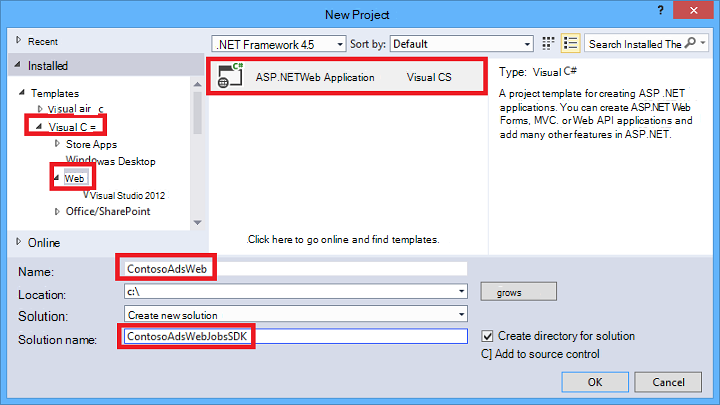 New Project
?
Recent
Installed
Templates
Visual air c
Visual C =
Store Apps
Windowas Desktop
Web
Visual Studio 2012
Office/SharePoint
Online
.NET Framework 4.5
Sort by: Default
Search Installed The
C# ASP.NETWeb Application Visual CS
Type: Visual C#
A project template for creating ASP .NET
applications. You can create ASP.NET Web
Forms, MVC. or Web API applications and
add many other features in ASP.NET.
.Click here to go online and find templates.
Name: ContosoAdsWeb
Location: c:\
grows
Solution: Create new solution
Solution name: ContosoAdsWebJobsSDK
Create directory for solution
C] Add to source control
OK
Cancel